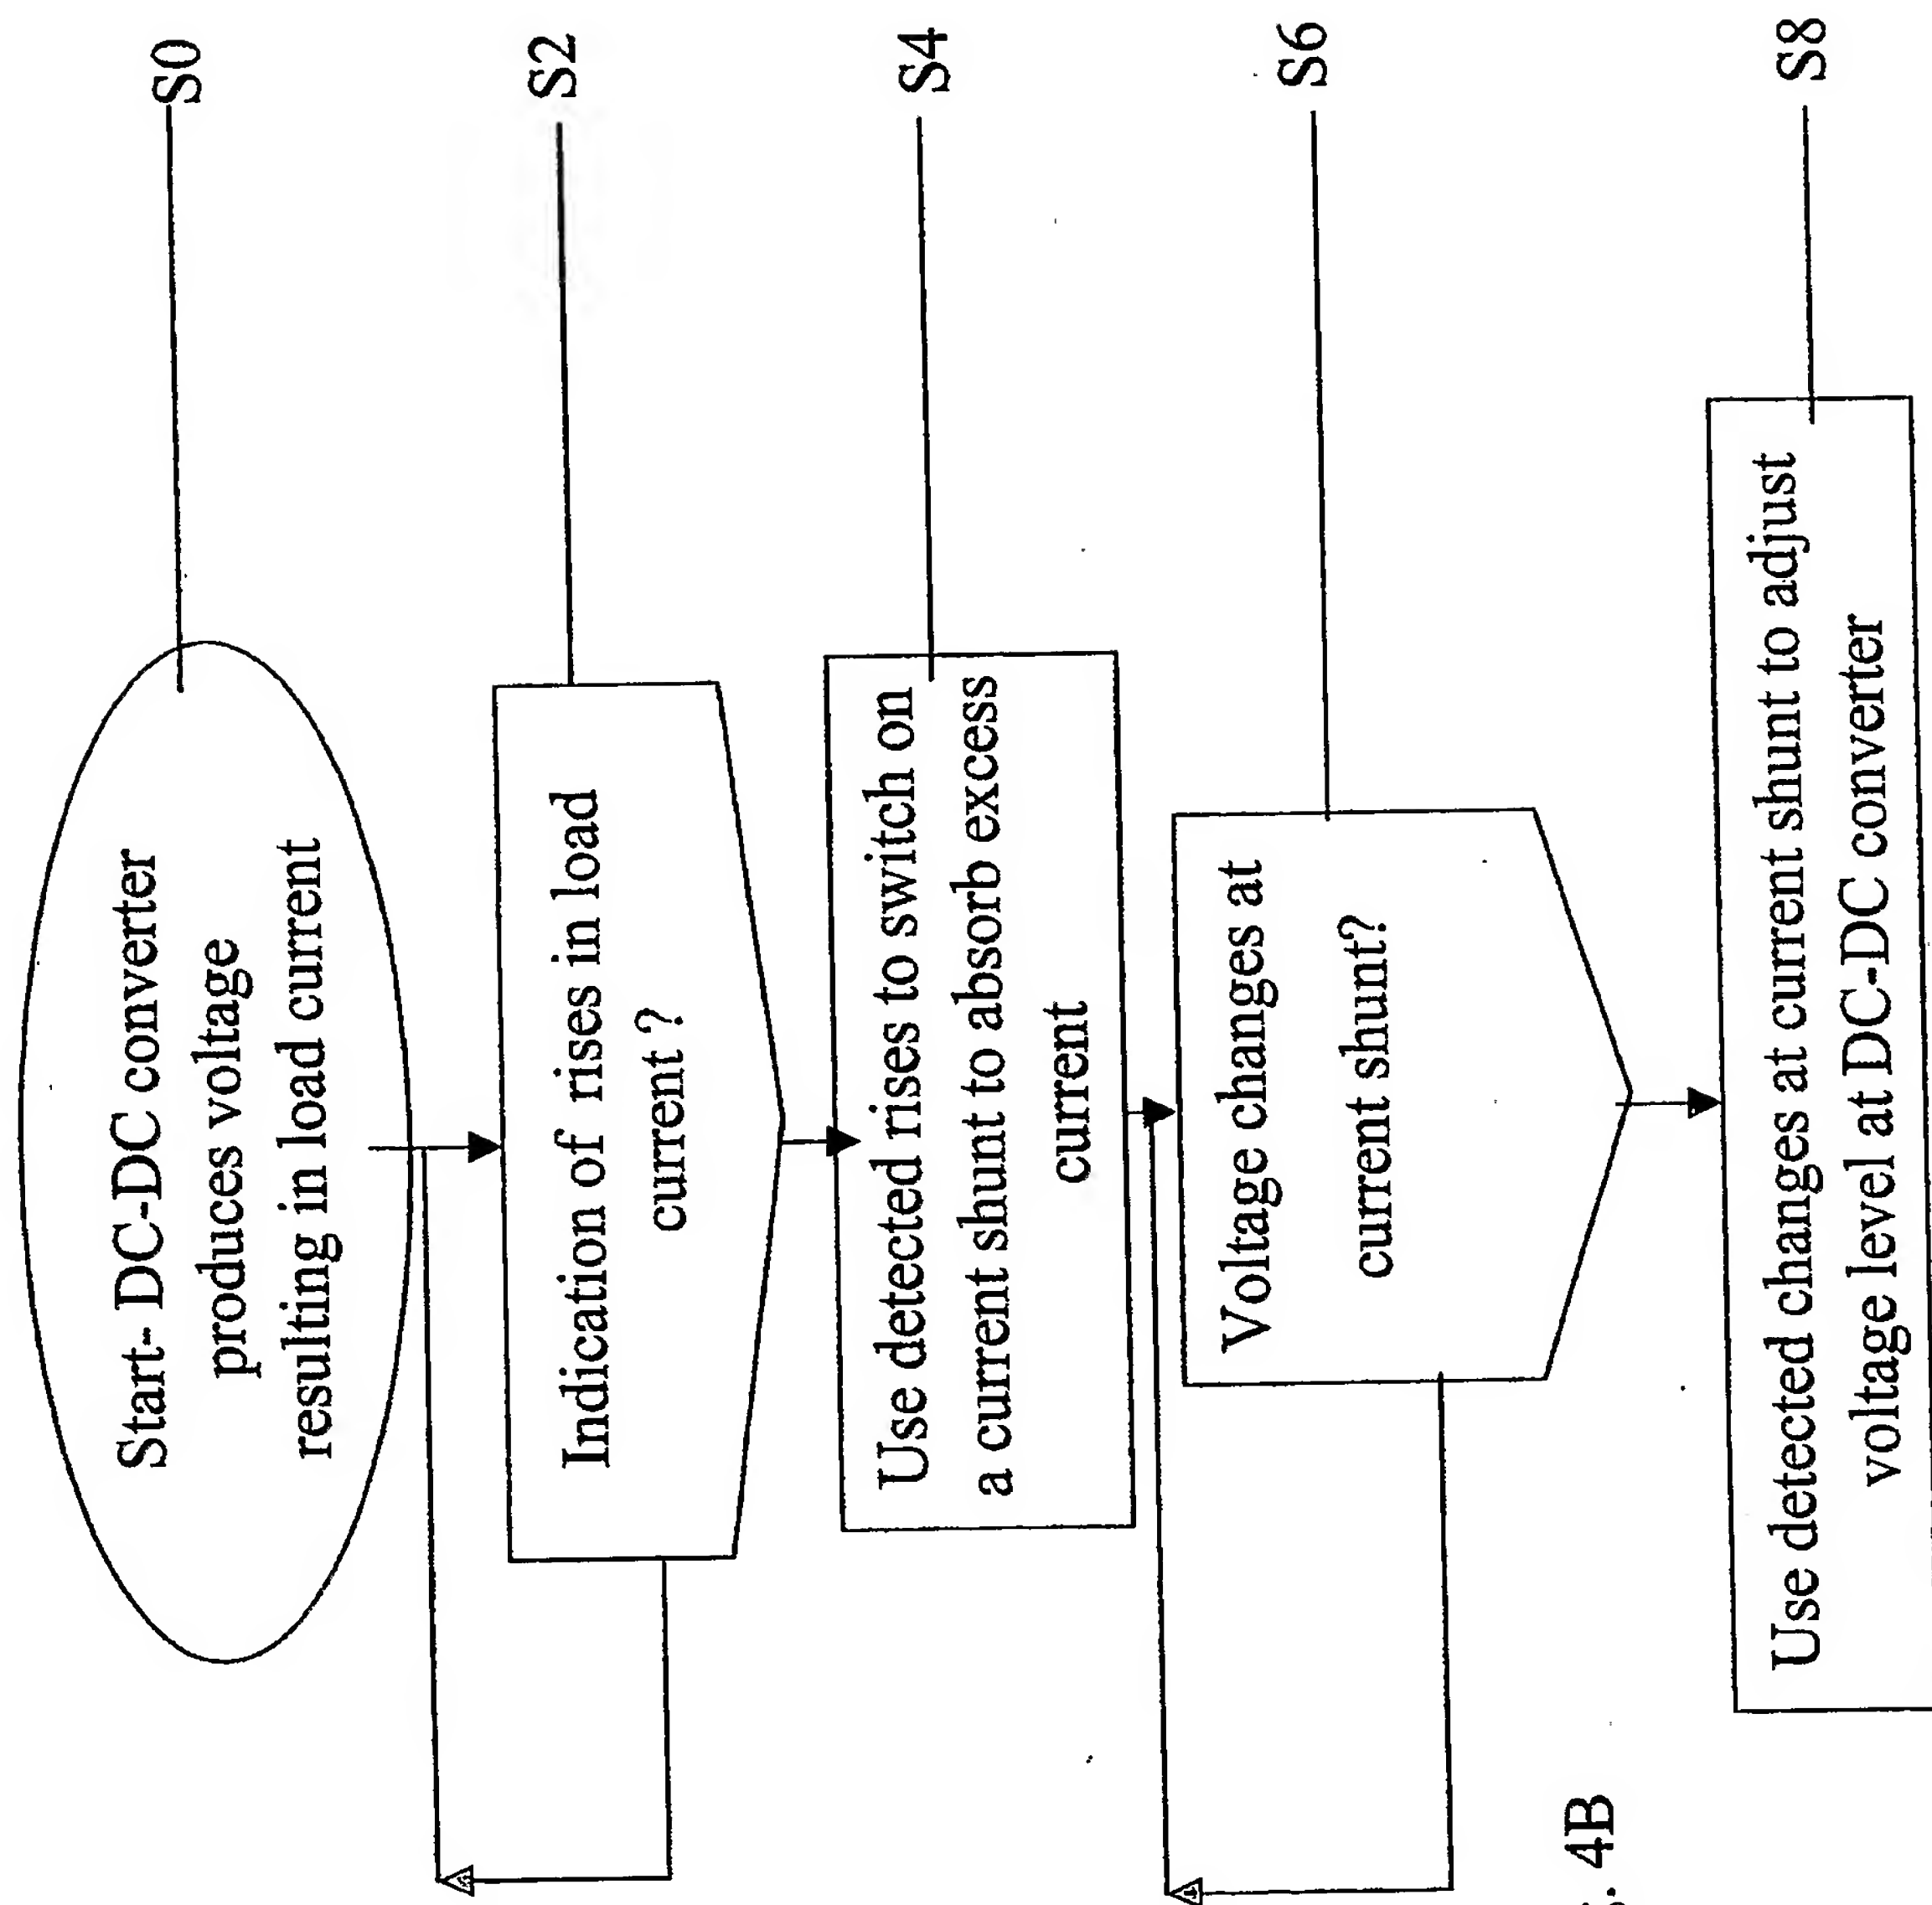 Start- DC-DC converter
produces voltage
resulting in load current
S0
Indication of rises in load
current ?
S2
Use detected rises to switch on
a current shunt to absorb excess
current
S4
Voltage changes at
current shunt?
S6
Use detected changes at current shunt to adjust
voltage level at DC-DC converter
S8
. 4B